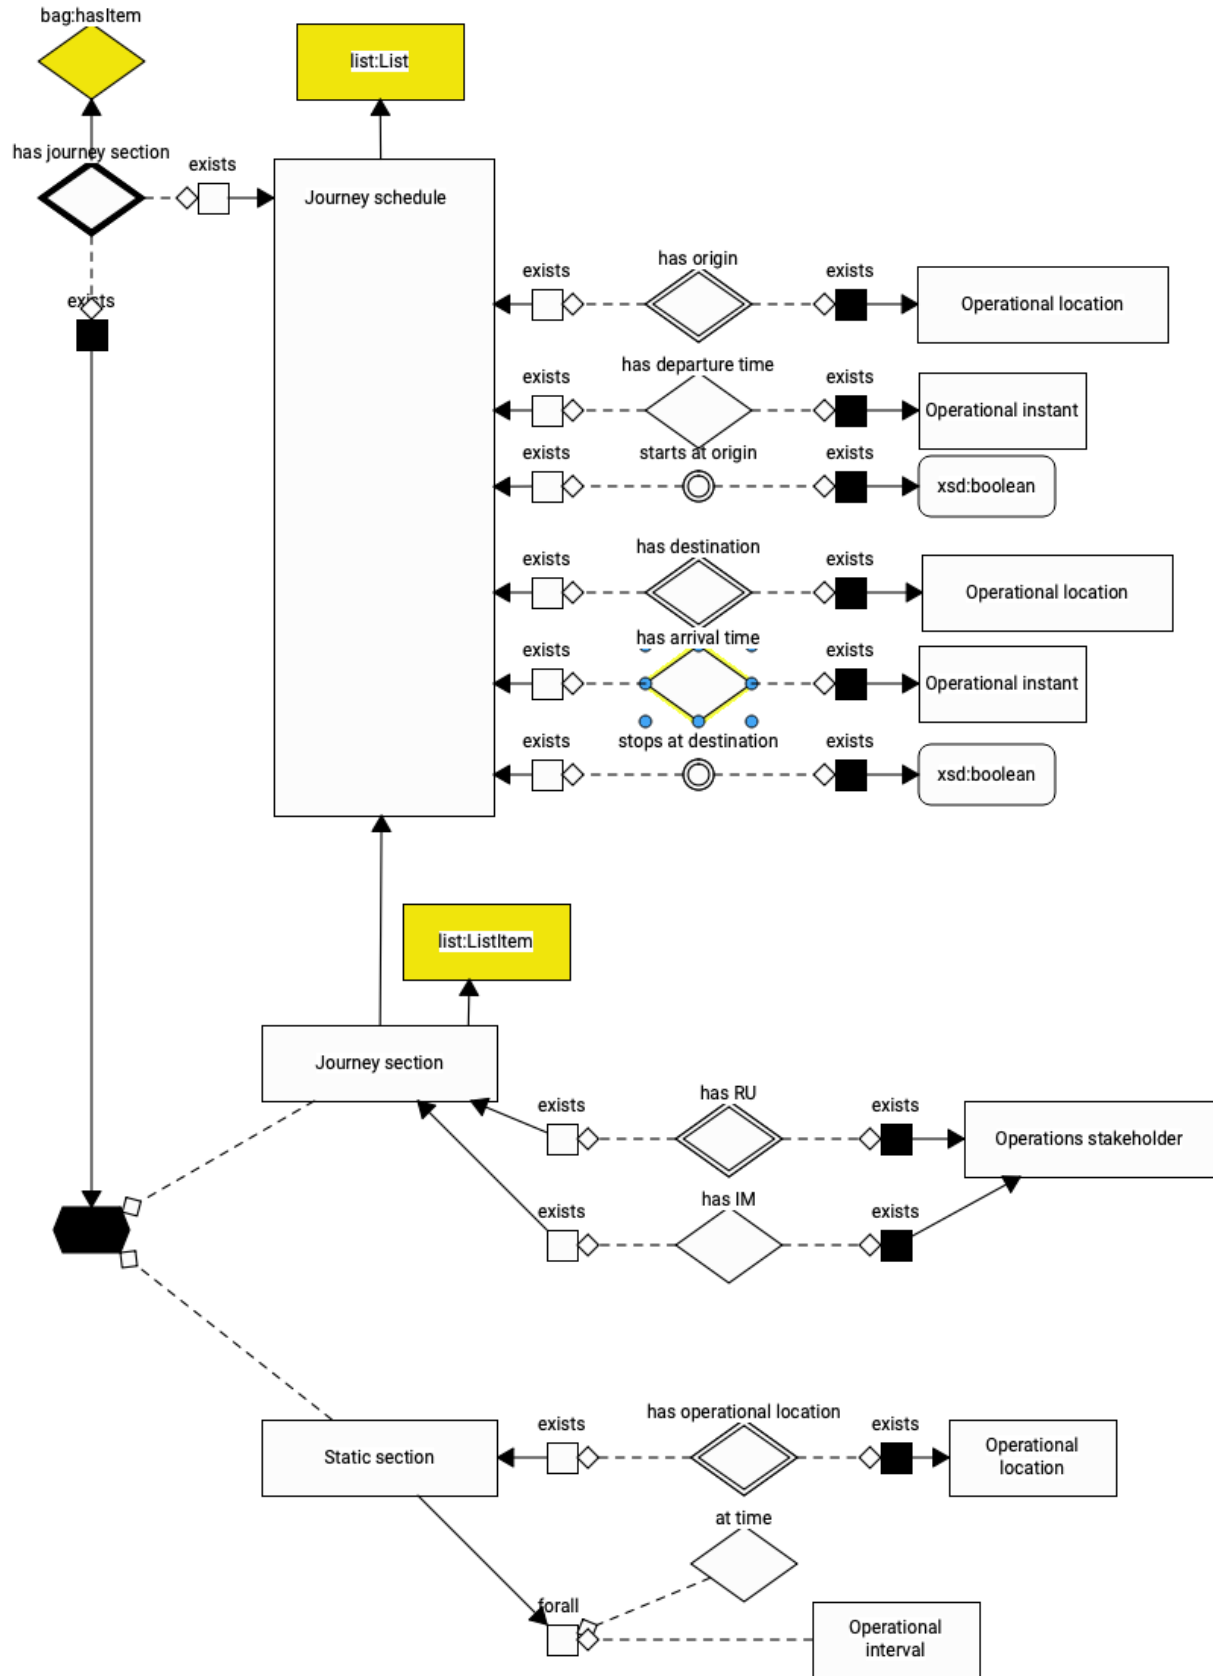 bag:hasItem
list:List
has journey section
exists
Journey schedule
exists
has origin
exists
exists
Operational location
has departure time
exists
exists
Operational instant
starts at origin
exists
exists
xsd:boolean
has destination
exists
exists
Operational location
has arrival time
exists
exists
Operational instant
stops at destination
exists
exists
xsd:boolean
list:ListItem
Journey section
has RU
exists
exists
Operations stakeholder
has IM
exists
exists
has operational location
exists
exists
Static section
Operational
location
at time
forall
Operational
interval